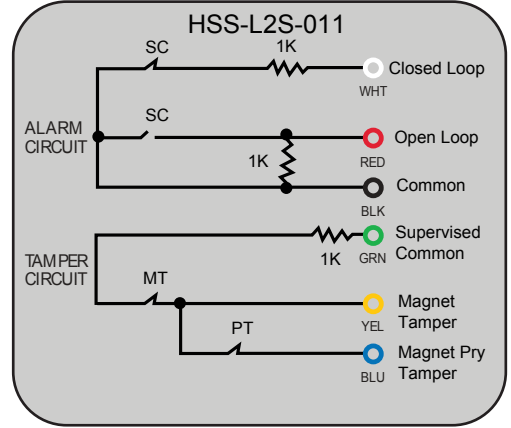 HSS-L2S-011
SC
1K
Closed Loop
WHT
SC
ALARM
CIRCUIT
Open Loop
1K
RED
Common
BLK
Supervised
Common
1K
GRN
TAMPER
CIRCUIT
MT
Magnet
Tamper
YEL
PT
Magnet Pry
Tamper
BLU